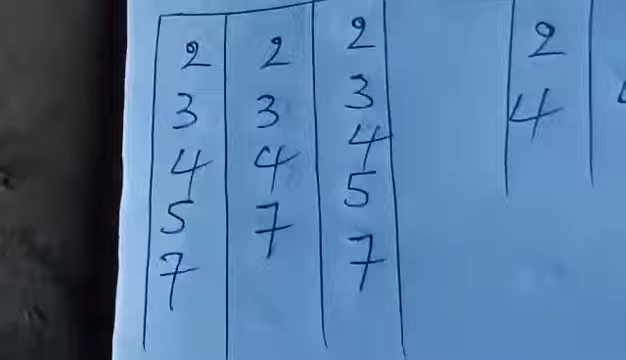 2 2 2 2
3 3 3 4
4 4 4
5 7 5
7 7